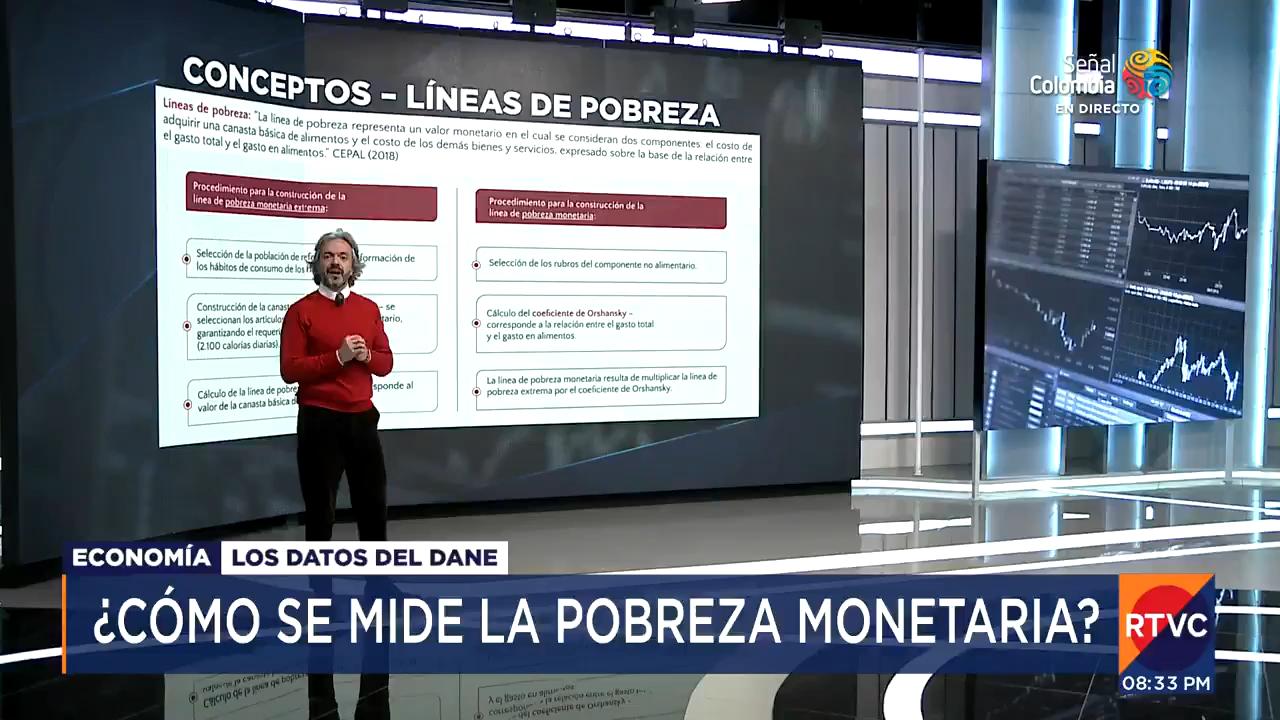 CONCEPTOS – LÍNEAS DE POBREZA
Líneas de pobreza: "La línea de pobreza representa un valor monetario en el cual se consideran dos componentes: el costo de
adquirir una canasta básica de alimentos y el costo de los demás bienes y servicios, expresado sobre la base de la relación entre
el gasto total y el gasto en alimentos." CEPAL (2018)
Procedimiento para la construcción de la
línea de pobreza monetaria extrema:
Selección de la población de formación de
los hábitos de consumo de los
Construcción de la – se
seleccionan los
garantizando el
(2.100 calorías diarias).
Cálculo de la línea de al
valor de la canasta básica
Procedimiento para la construcción de la
línea de pobreza monetaria:
Selección de los rubros del componente no alimentario.
Cálculo del coeficiente de Orshansky –
corresponde a la relación entre el gasto total
y el gasto en alimentos.
La línea de pobreza monetaria resulta de multiplicar la línea de
pobreza extrema por el coeficiente de Orshansky.
Señal
Colombia
EN DIRECTO
ECONOMÍA LOS DATOS DEL DANE
¿CÓMO SE MIDE LA POBREZA MONETARIA?
RTVC
08:33 PM